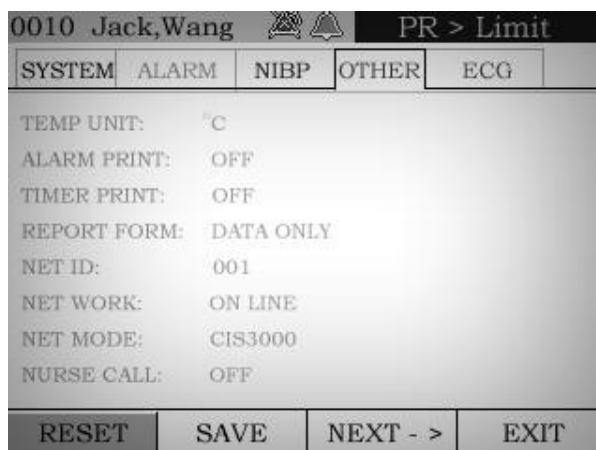 0010 Jack,Wang PR > Limit
SYSTEM ALARM NIBP OTHER ECG
TEMP UNIT: °C
ALARM PRINT: OFF
TIMER PRINT: OFF
REPORT FORM: DATA ONLY
NET ID: 001
NET WORK: ON LINE
NET MODE: CIS3000
NURSE CALL: OFF
RESET SAVE NEXT - > EXIT